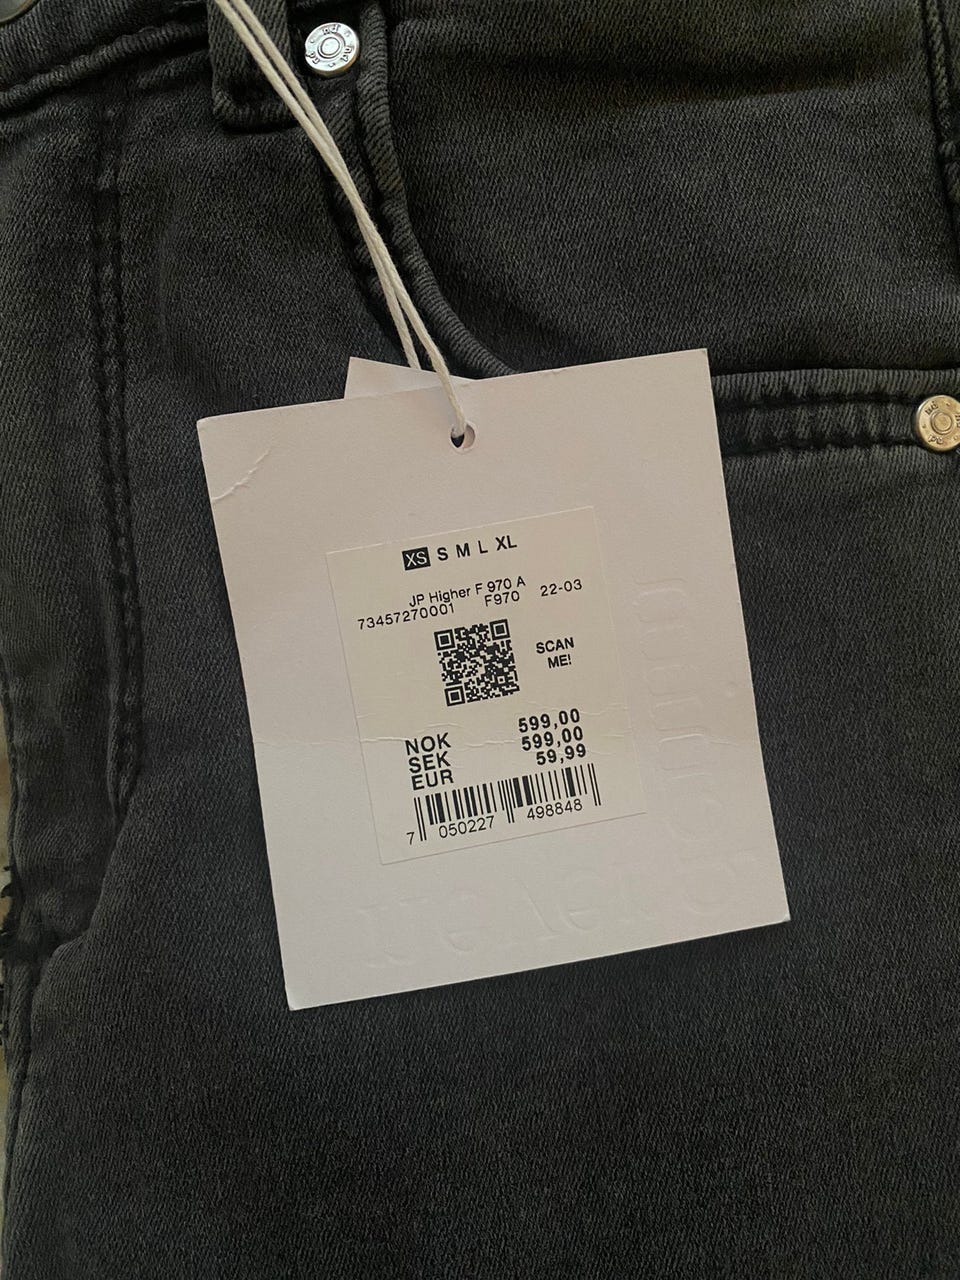 XS S M L XL
JP Higher F 970 A
73457270001 F970 22-03
SCAN
ME!
NOK 599,00
SEK 599,00
EUR 59,99
7 050227 498848